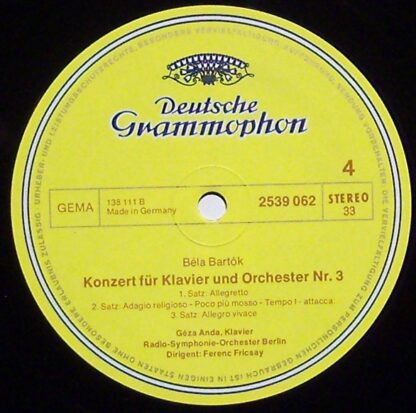 Deutsche
Grammophon
4
GEMA
138 111 B
Made in Germany
2539 062
STEREO
33
Béla Bartók
Konzert für Klavier und Orchester Nr. 3
1. Satz: Allegretto
2. Satz: Adagio religioso - Poco più mosso - Tempo I - attacca
3. Satz: Allegro vivace
Géza Anda, Klavier
Radio-Symphonie-Orchester Berlin
Dirigent: Ferenc Fricsay